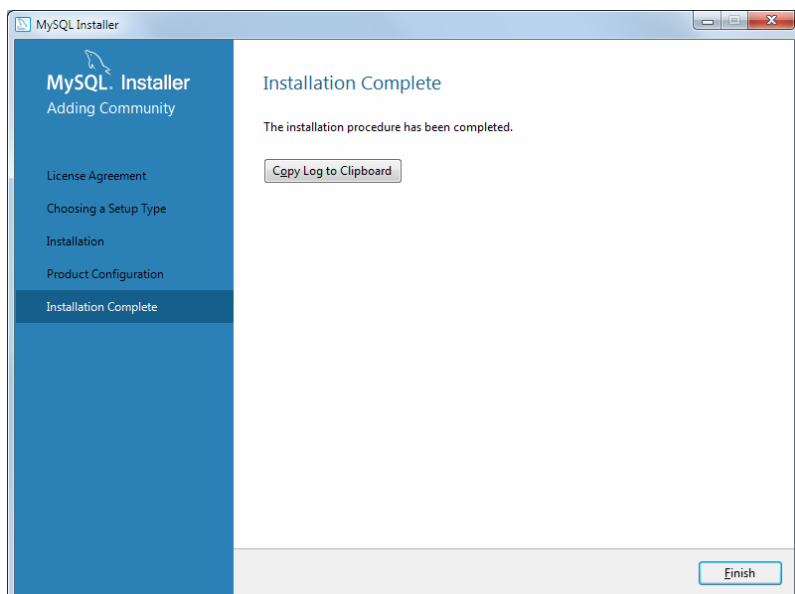 MySQL Installer
MySQL. Installer
Adding Community
License Agreement
Choosing a Setup Type
Installation
Product Configuration
Installation Complete
Installation Complete
The installation procedure has been completed.
Copy Log to Clipboard
Finish